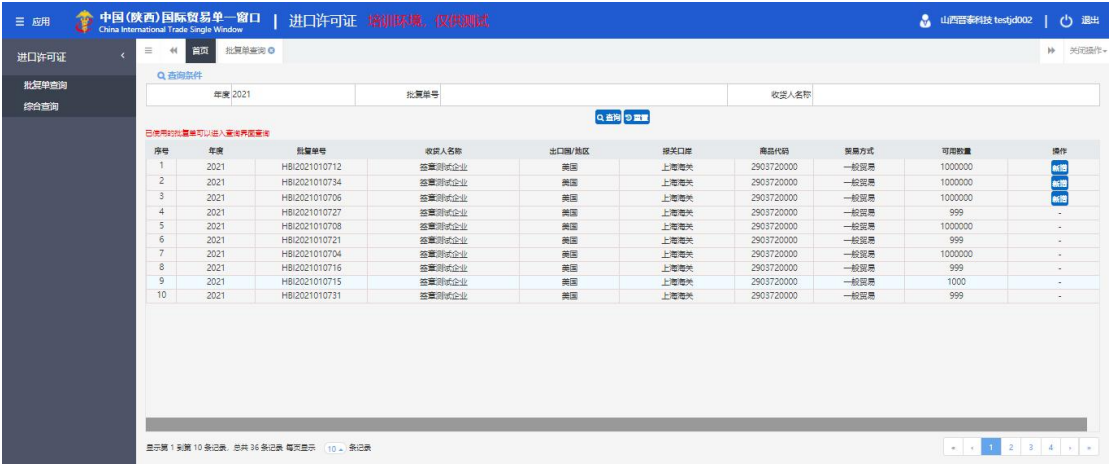 应用 中国(陕西)国际贸易单一窗口 | 进口许可证 培训环境，仅供测试 山西晋泰科技 testjd002 | 退出
China International Trade Single Window
进口许可证 首页 批复单查询 关闭操作
批复单查询
综合查询
查询条件
年度 2021 批复单号 收货人名称
查询 重置
已使用的批复单可以进入查询界面查询
序号 年度 批复单号 收货人名称 出口国/地区 报关口岸 商品代码 贸易方式 可用数量 操作
1 2021 HBI2021010712 签章测试企业 美国 上海海关 2903720000 一般贸易 1000000 新增
2 2021 HBI2021010734 签章测试企业 美国 上海海关 2903720000 一般贸易 1000000 新增
3 2021 HBI2021010706 签章测试企业 美国 上海海关 2903720000 一般贸易 1000000 新增
4 2021 HBI2021010727 签章测试企业 美国 上海海关 2903720000 一般贸易 999 -
5 2021 HBI2021010708 签章测试企业 美国 上海海关 2903720000 一般贸易 1000000 -
6 2021 HBI2021010721 签章测试企业 美国 上海海关 2903720000 一般贸易 999 -
7 2021 HBI2021010704 签章测试企业 美国 上海海关 2903720000 一般贸易 1000000 -
8 2021 HBI2021010716 签章测试企业 美国 上海海关 2903720000 一般贸易 999 -
9 2021 HBI2021010715 签章测试企业 美国 上海海关 2903720000 一般贸易 1000 -
10 2021 HBI2021010731 签章测试企业 美国 上海海关 2903720000 一般贸易 999 -
显示第 1 到第 10 条记录，总共 36 条记录 每页显示 10 条记录 « ‹ 1 2 3 4 › »